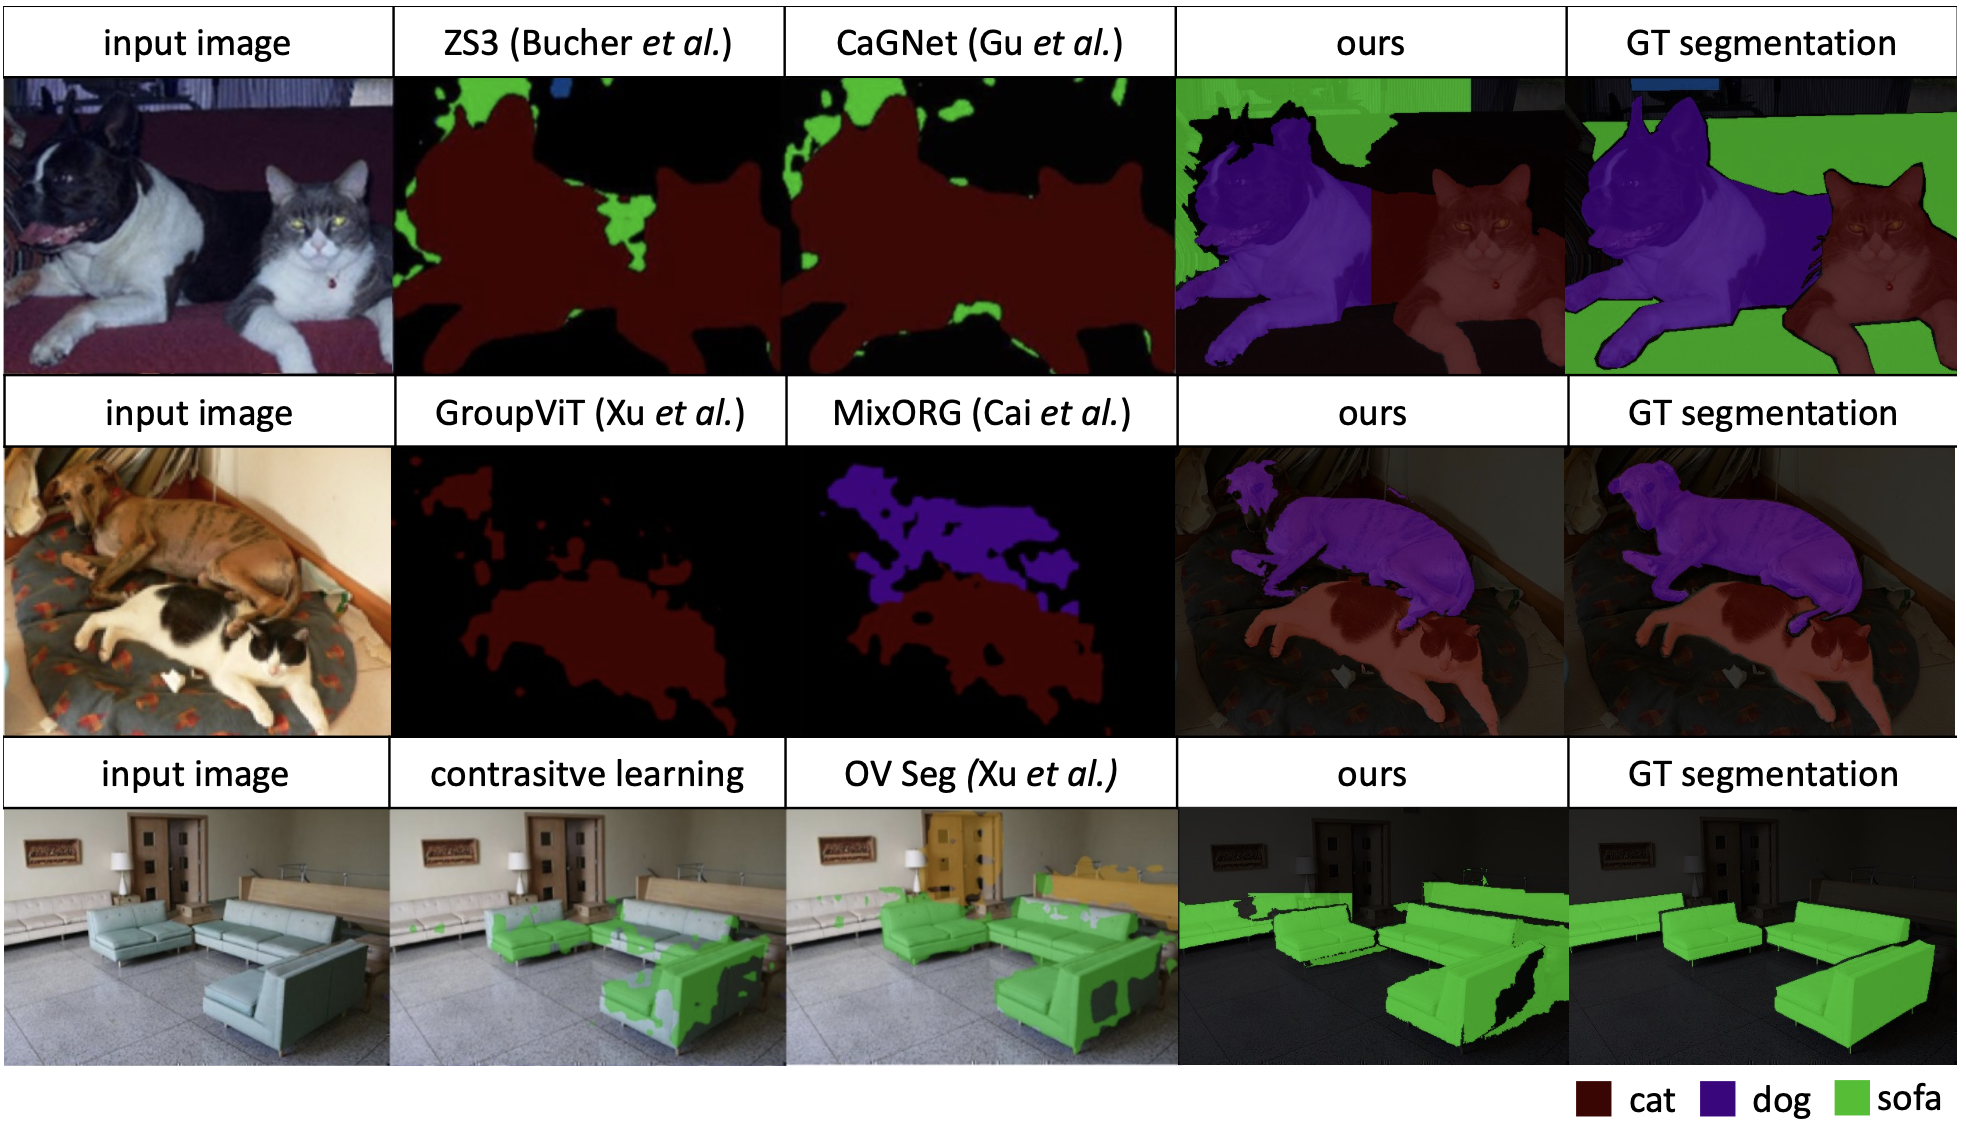 input image
ZS3 (Bucher et al.)
CaGNet (Gu et al.)
ours
GT segmentation
input image
GroupViT (Xu et al.)
MixORG (Cai et al.)
ours
GT segmentation
input image
contrasitve learning
OV Seg (Xu et al.)
ours
GT segmentation
cat
dog
sofa